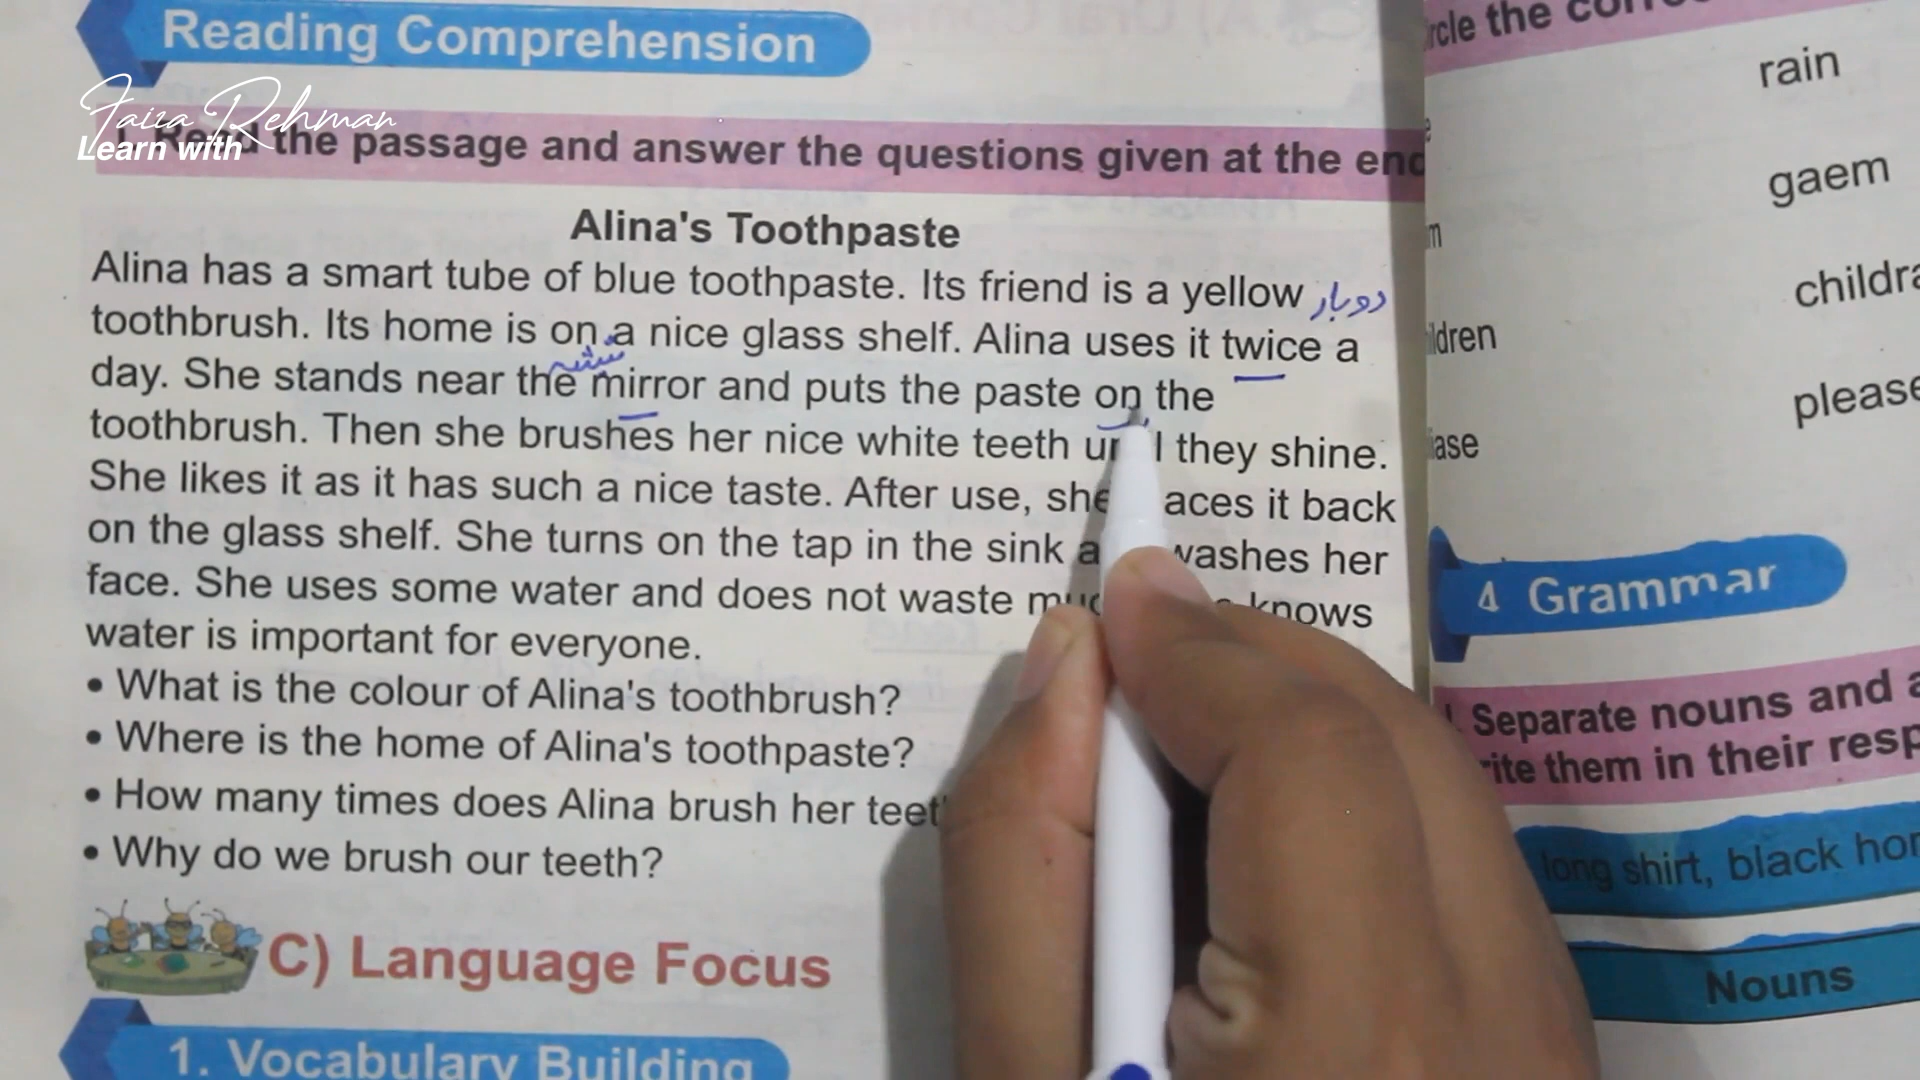 Reading Comprehension
Faiza Rehman
Learn with
Read the passage and answer the questions given at the end
Alina's Toothpaste
Alina has a smart tube of blue toothpaste. Its friend is a yellow دوبار
toothbrush. Its home is on a nice glass shelf. Alina uses it twice a
شیشہ
day. She stands near the mirror and puts the paste on the
toothbrush. Then she brushes her nice white teeth they shine.
She likes it as it has such a nice taste. After use, she aces it back
on the glass shelf. She turns on the tap in the sink washes her
face. She uses some water and does not waste knows
water is important for everyone.
• What is the colour of Alina's toothbrush?
• Where is the home of Alina's toothpaste?
• How many times does Alina brush her teet
• Why do we brush our teeth?
C) Language Focus
1. Vocabulary Building
rcle the
rain
gaem
ldren
childr
iase
please
4 Grammar
Separate nouns and a
rite them in their resp
long shirt, black hor
Nouns